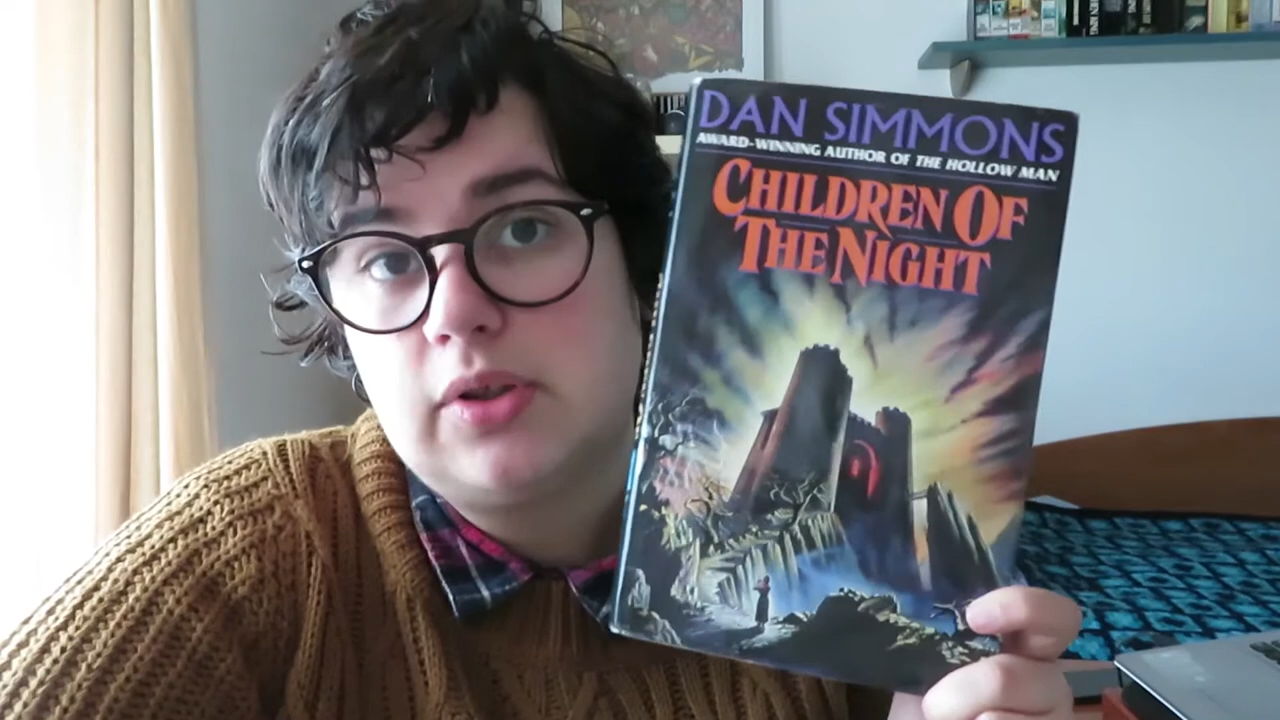 DAN SIMMONS
AWARD-WINNING AUTHOR OF THE HOLLOW MAN
CHILDREN OF
THE NIGHT